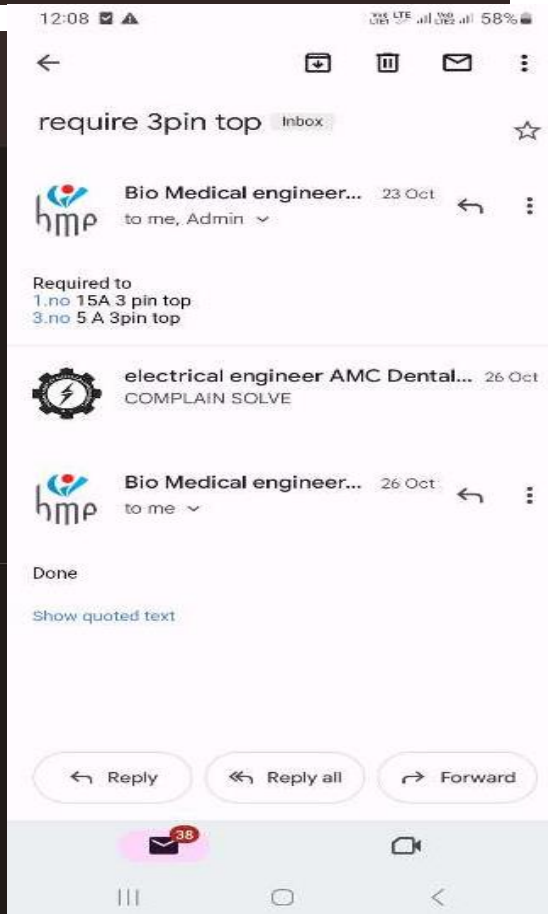 12:08
58%
require 3pin top Inbox
Bio Medical engineer... 23 Oct
to me, Admin
hmp
Required to
1.no 15A 3 pin top
3.no 5 A 3pin top
electrical engineer AMC Dental... 26 Oct
COMPLAIN SOLVE
Bio Medical engineer... 26 Oct
to me
hmp
Done
Show quoted text
Reply
Reply all
Forward
38